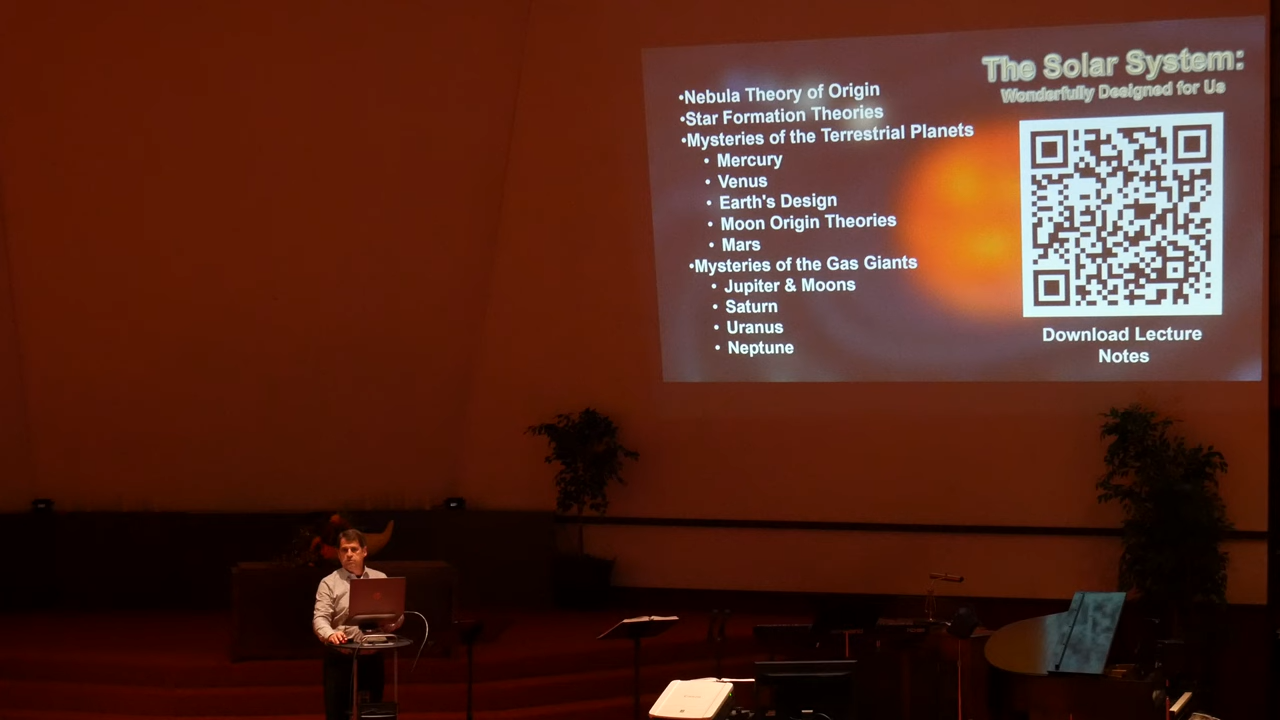 The Solar System:
Wonderfully Designed for Us
•Nebula Theory of Origin
•Star Formation Theories
•Mysteries of the Terrestrial Planets
• Mercury
• Venus
• Earth's Design
• Moon Origin Theories
• Mars
•Mysteries of the Gas Giants
• Jupiter & Moons
• Saturn
• Uranus
• Neptune
Download Lecture
Notes